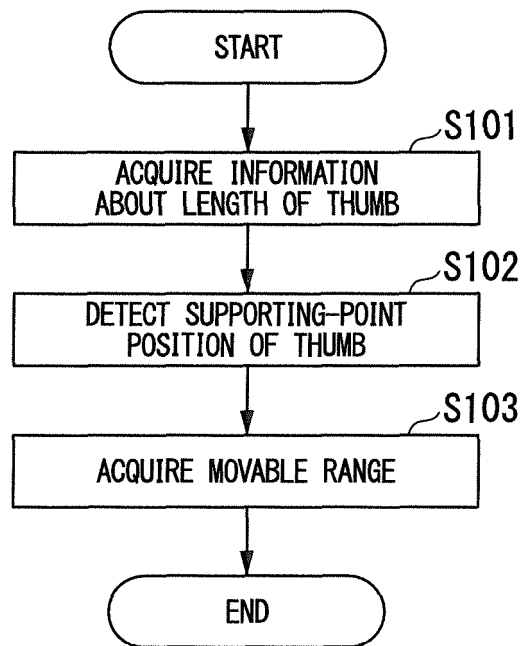 START
S101
ACQUIRE INFORMATION
ABOUT LENGTH OF THUMB
S102
DETECT SUPPORTING-POINT
POSITION OF THUMB
S103
ACQUIRE MOVABLE RANGE
END